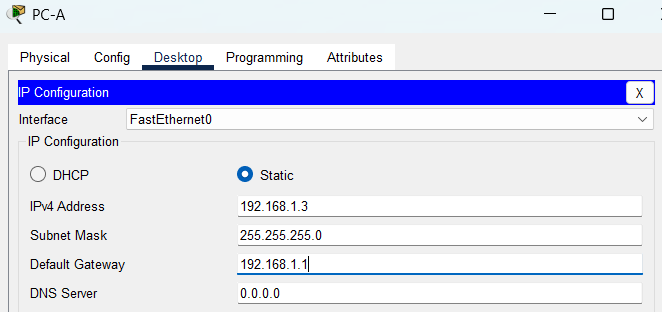 PC-A
Physical Config Desktop Programming Attributes
IP Configuration X
Interface FastEthernet0
IP Configuration
DHCP Static
IPv4 Address 192.168.1.3
Subnet Mask 255.255.255.0
Default Gateway 192.168.1.1
DNS Server 0.0.0.0